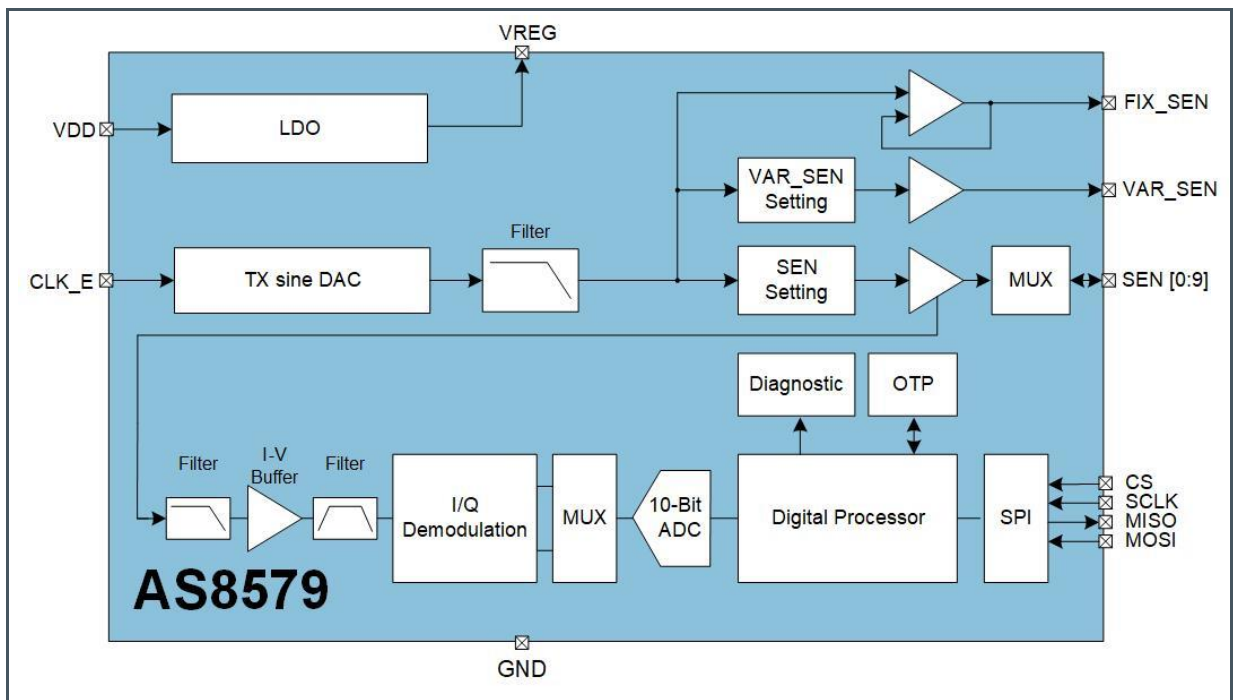 VREG
VDD
LDO
FIX_SEN
VAR_SEN
Setting
VAR_SEN
Filter
CLK_E
TX sine DAC
SEN
Setting
MUX
SEN [0:9]
Diagnostic
OTP
Filter
I-V
Buffer
Filter
I/Q
Demodulation
MUX
10-Bit
ADC
Digital Processor
SPI
CS
SCLK
MISO
MOSI
AS8579
GND